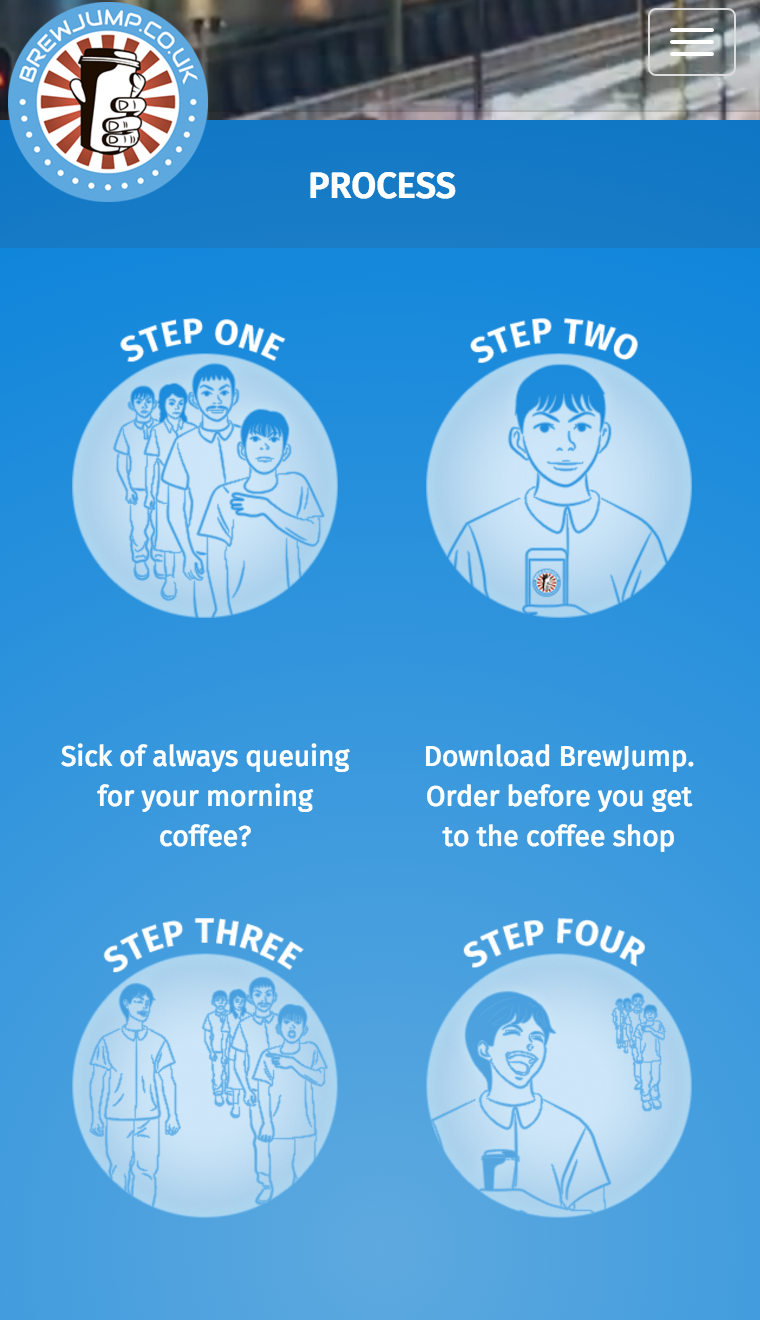 BREWJUMP.CO.UK
PROCESS
STEP ONE
STEP TWO
Sick of always queuing
for your morning
coffee?
Download BrewJump.
Order before you get
to the coffee shop
STEP THREE
STEP FOUR